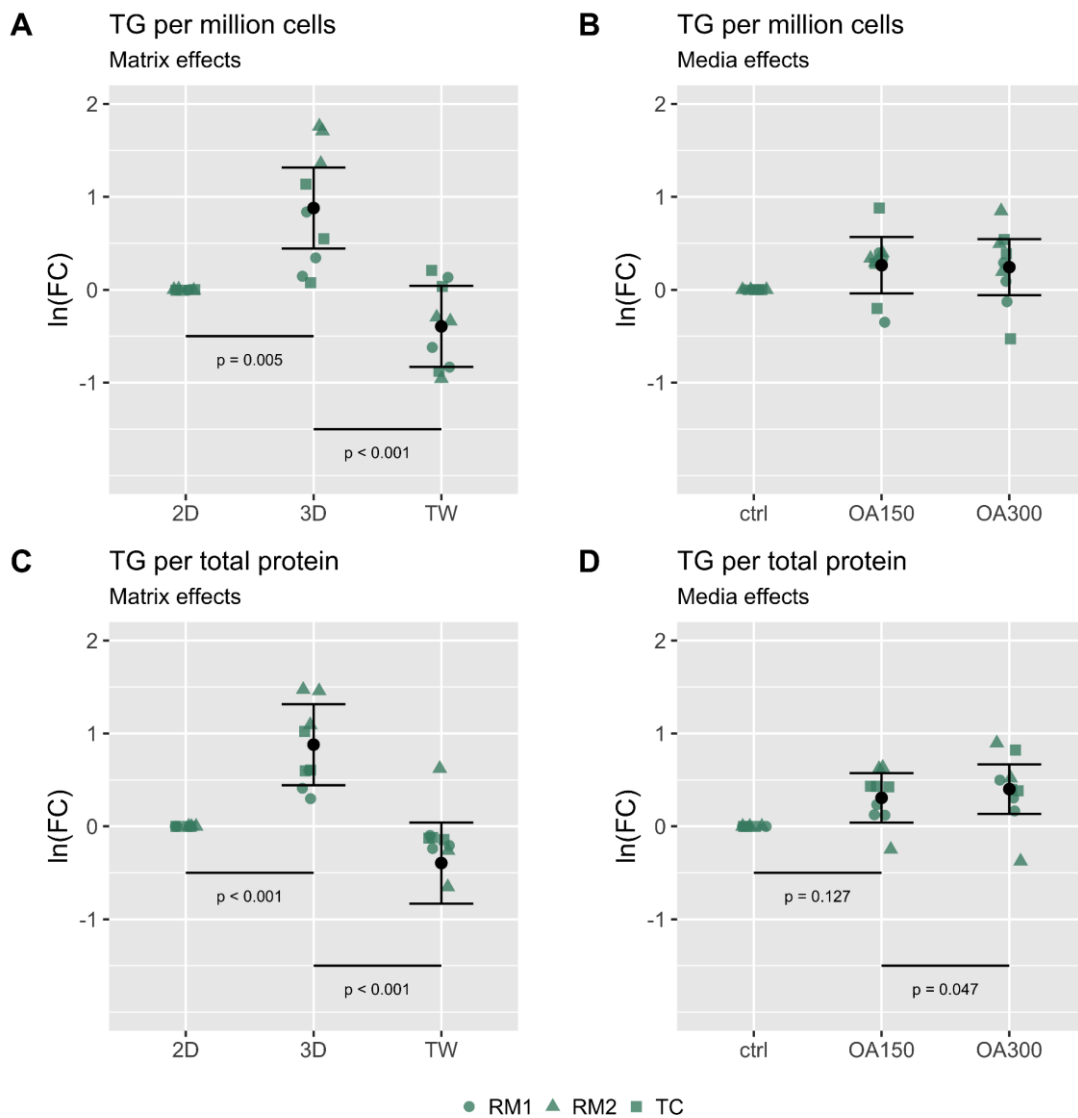 A
TG per million cells
Matrix effects
ln(FC)
2
1
0
-1
p = 0.005
p < 0.001
2D
3D
TW
B
TG per million cells
Media effects
ln(FC)
2
1
0
-1
ctrl
OA150
OA300
C
TG per total protein
Matrix effects
ln(FC)
2
1
0
-1
p < 0.001
p < 0.001
2D
3D
TW
D
TG per total protein
Media effects
ln(FC)
2
1
0
-1
p = 0.127
p = 0.047
ctrl
OA150
OA300
RM1 RM2 TC